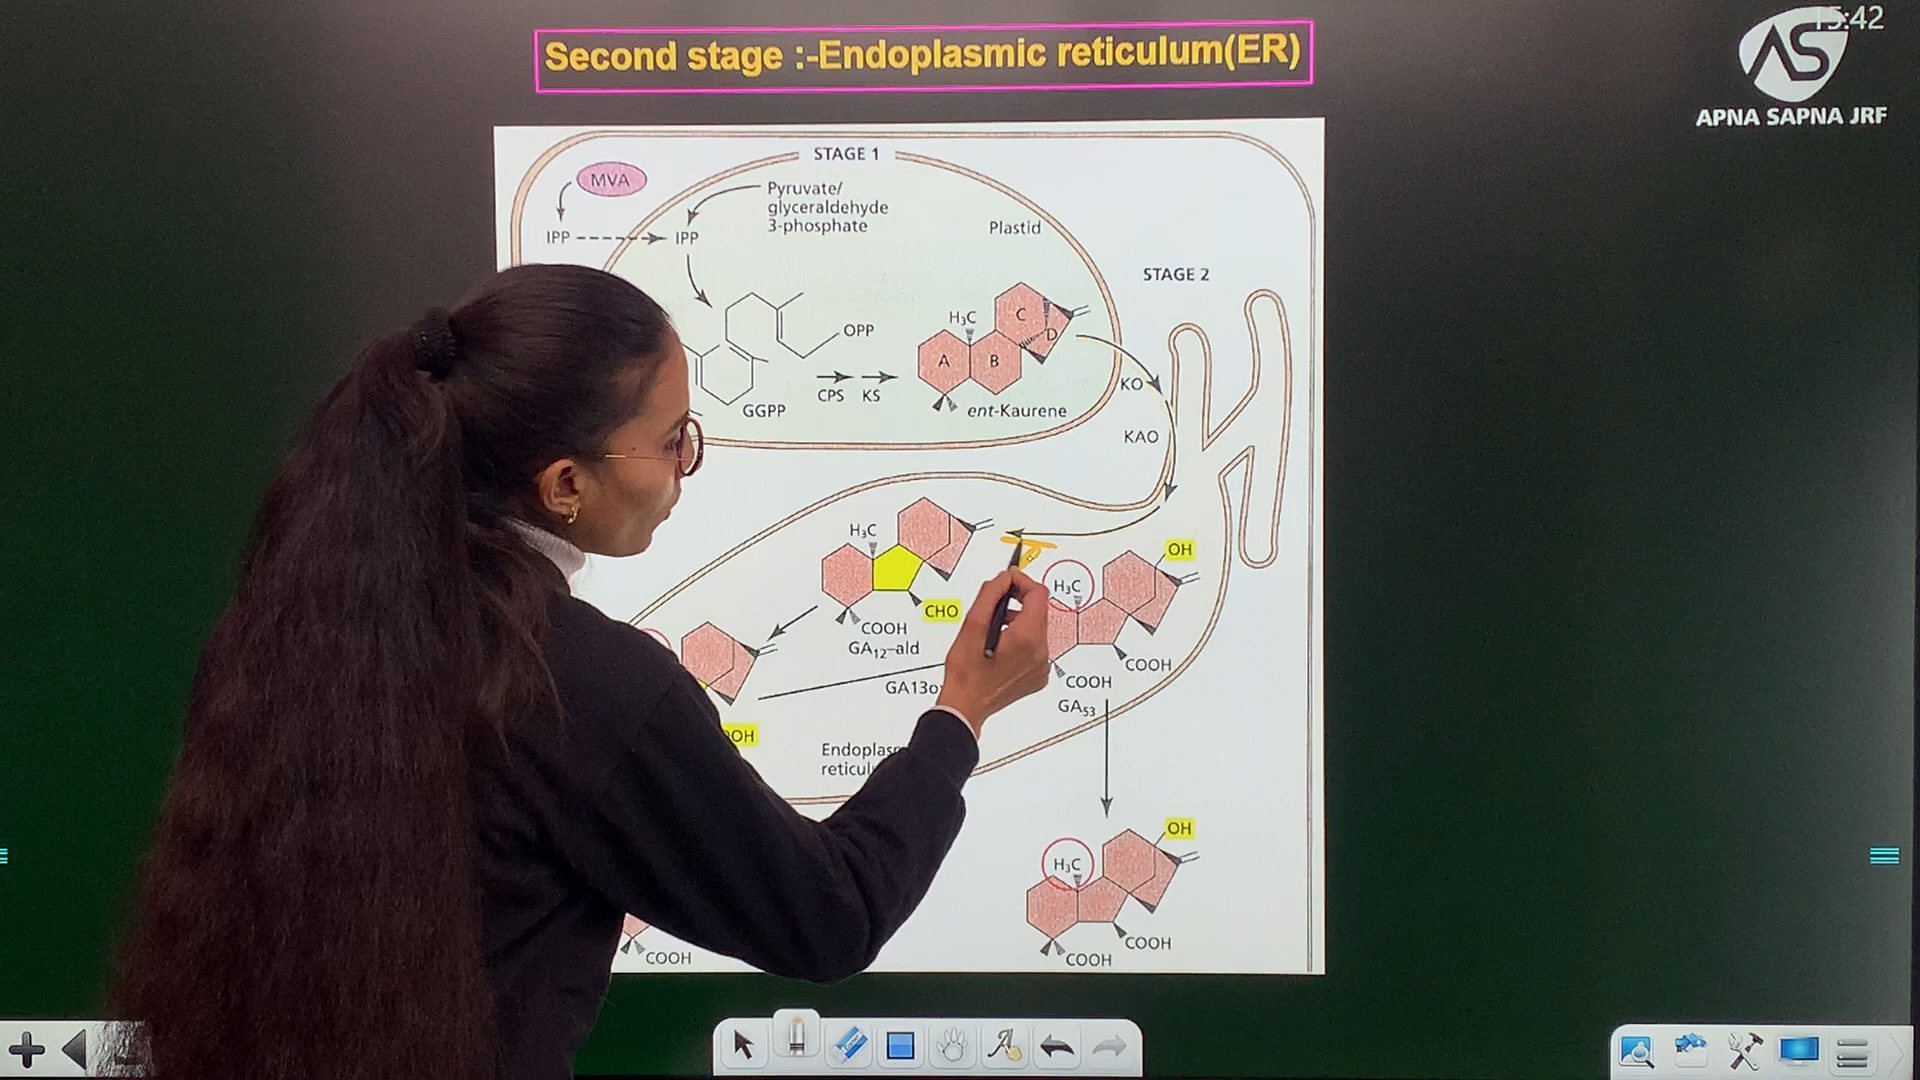 15:42
Second stage :-Endoplasmic reticulum(ER)
APNA SAPNA JRF
STAGE 1
MVA
Pyruvate/
glyceraldehyde
3-phosphate
IPP
IPP
Plastid
STAGE 2
H₃C
C
D
OPP
A
B
KO
CPS
KS
GGPP
ent-Kaurene
KAO
H₃C
OH
H₃C
CHO
COOH
GA₁₂–ald
COOH
COOH
GA₅₃
OH
H₃C
COOH
COOH
COOH